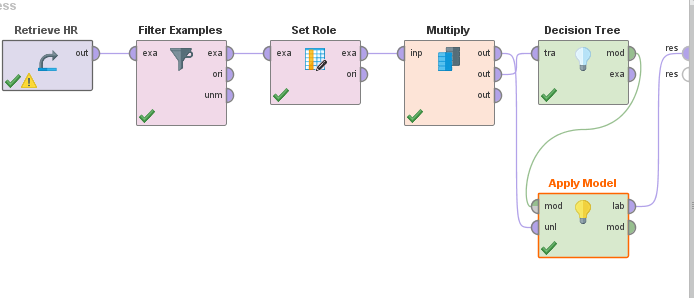 ess
Retrieve HR
out
Filter Examples
exa
exa
ori
unm
Set Role
exa
exa
ori
Multiply
inp
out
out
out
Decision Tree
tra
mod
exa
res
res
Apply Model
mod
lab
unl
mod